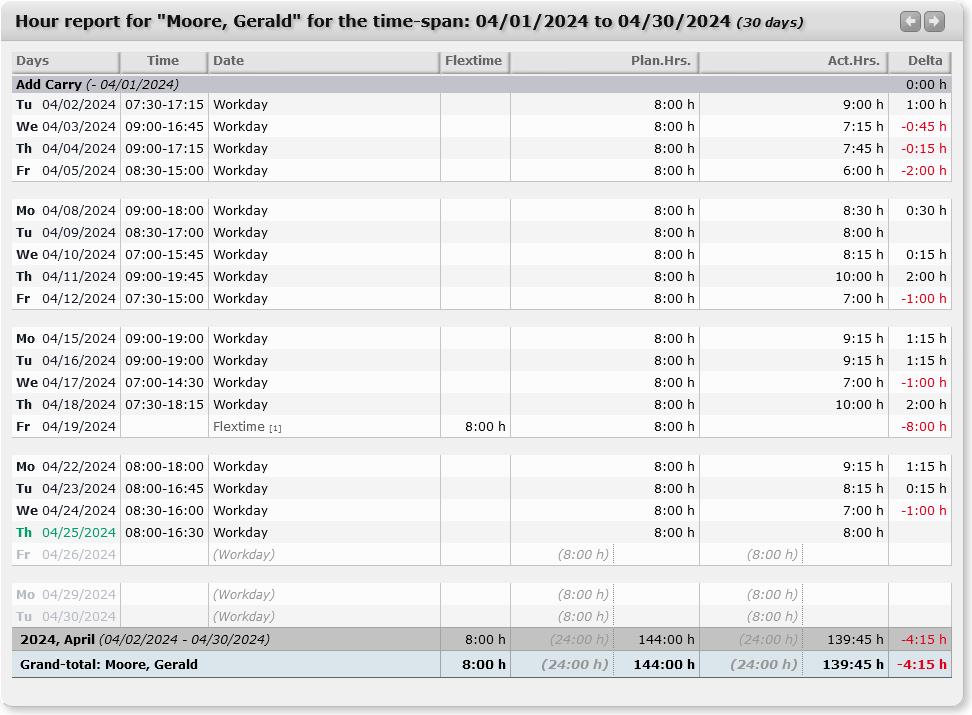 Hour report for "Moore, Gerald" for the time-span: 04/01/2024 to 04/30/2024 (30 days)
Days Time Date Flextime Plan.Hrs. Act.Hrs. Delta
Add Carry (- 04/01/2024) 0:00 h
Tu 04/02/2024 07:30-17:15 Workday 8:00 h 9:00 h 1:00 h
We 04/03/2024 09:00-16:45 Workday 8:00 h 7:15 h -0:45 h
Th 04/04/2024 09:00-17:15 Workday 8:00 h 7:45 h -0:15 h
Fr 04/05/2024 08:30-15:00 Workday 8:00 h 6:00 h -2:00 h
Mo 04/08/2024 09:00-18:00 Workday 8:00 h 8:30 h 0:30 h
Tu 04/09/2024 08:30-17:00 Workday 8:00 h 8:00 h
We 04/10/2024 07:00-15:45 Workday 8:00 h 8:15 h 0:15 h
Th 04/11/2024 09:00-19:45 Workday 8:00 h 10:00 h 2:00 h
Fr 04/12/2024 07:30-15:00 Workday 8:00 h 7:00 h -1:00 h
Mo 04/15/2024 09:00-19:00 Workday 8:00 h 9:15 h 1:15 h
Tu 04/16/2024 09:00-19:00 Workday 8:00 h 9:15 h 1:15 h
We 04/17/2024 07:00-14:30 Workday 8:00 h 7:00 h -1:00 h
Th 04/18/2024 07:30-18:15 Workday 8:00 h 10:00 h 2:00 h
Fr 04/19/2024 Flextime [1] 8:00 h 8:00 h -8:00 h
Mo 04/22/2024 08:00-18:00 Workday 8:00 h 9:15 h 1:15 h
Tu 04/23/2024 08:00-16:45 Workday 8:00 h 8:15 h 0:15 h
We 04/24/2024 08:30-16:00 Workday 8:00 h 7:00 h -1:00 h
Th 04/25/2024 08:00-16:30 Workday 8:00 h 8:00 h
Fr 04/26/2024 (Workday) (8:00 h) (8:00 h)
Mo 04/29/2024 (Workday) (8:00 h) (8:00 h)
Tu 04/30/2024 (Workday) (8:00 h) (8:00 h)
2024, April (04/02/2024 - 04/30/2024) 8:00 h (24:00 h) 144:00 h (24:00 h) 139:45 h -4:15 h
Grand-total: Moore, Gerald 8:00 h (24:00 h) 144:00 h (24:00 h) 139:45 h -4:15 h